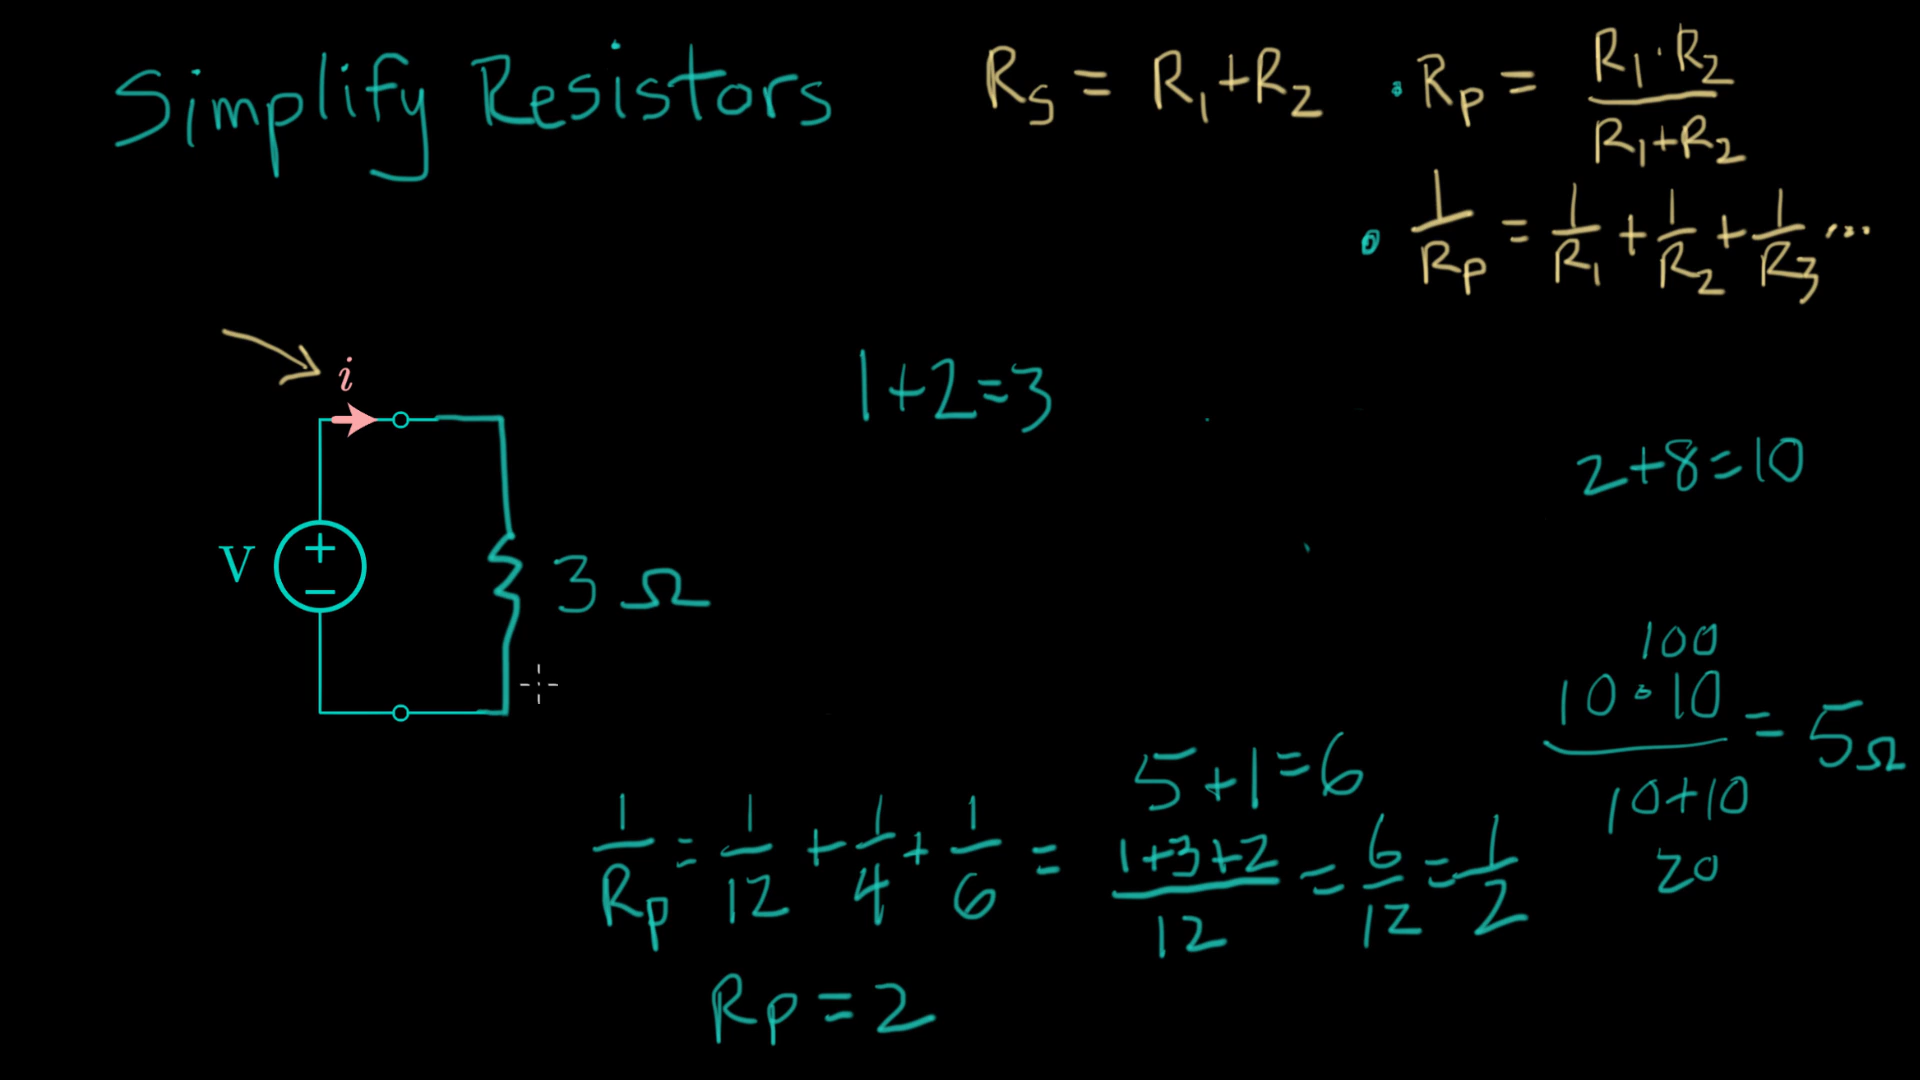 Simplify Resistors
Rs = R1+R2
Rp = R1·R2 / R1+R2
1/Rp = 1/R1 + 1/R2 + 1/R3 ...
i
1+2=3
2+8=10
V
+
−
3 Ω
100
10·10 / 10+10 = 5Ω
20
5+1=6
1/Rp = 1/12 + 1/4 + 1/6 = 1+3+2/12 = 6/12 = 1/2
Rp = 2